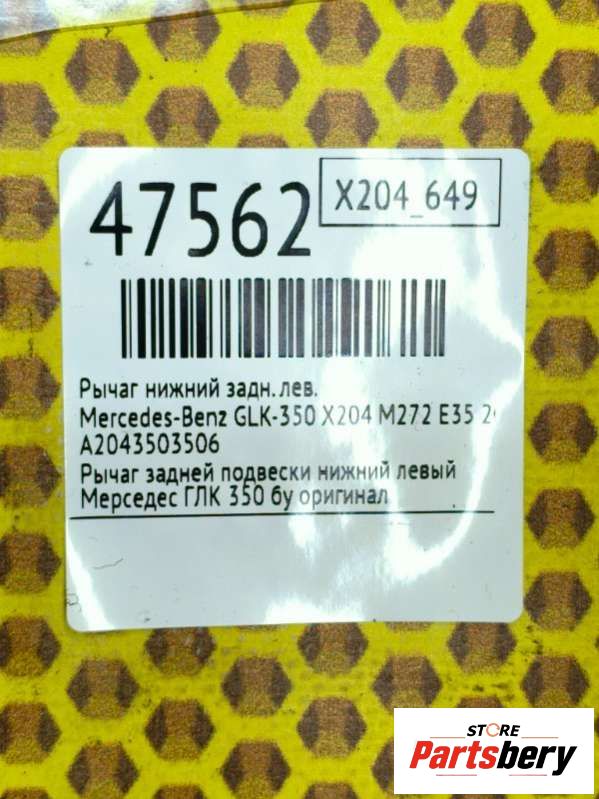 47562
X204_649
Рычаг нижний задн.лев.
Mercedes-Benz GLK-350 X204 M272 E35
A2043503506
Рычаг задней подвески нижний левый
Мерседес ГЛК 350 бу оригинал
STORE
Partsbery